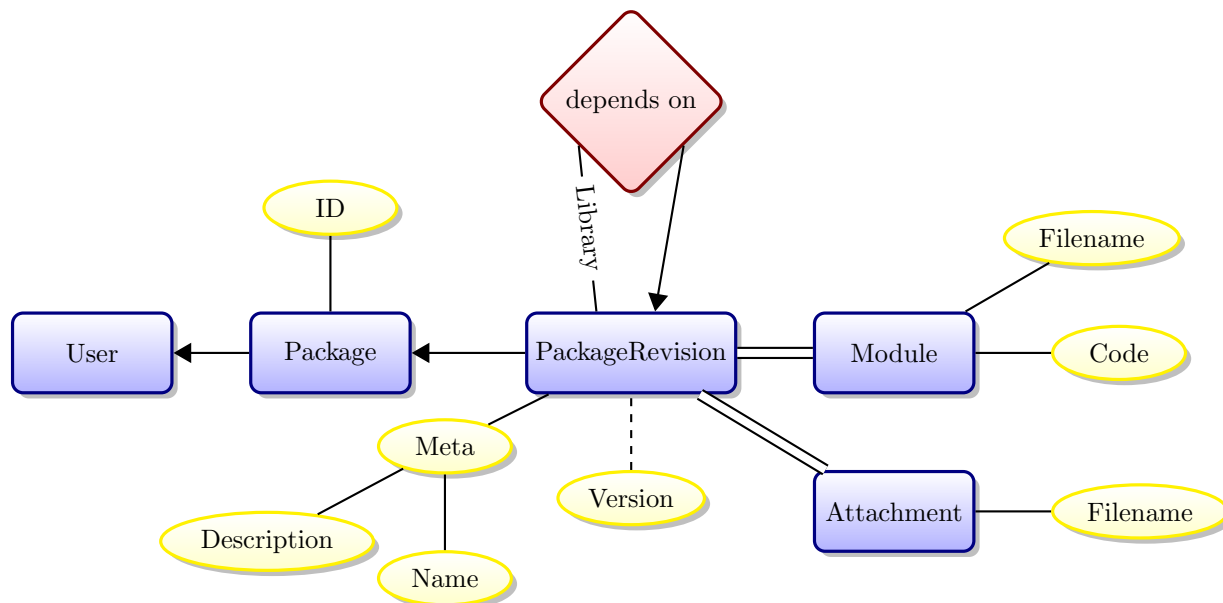 depends on
Library
ID
Filename
User
Package
PackageRevision
Module
Code
Meta
Version
Attachment
Filename
Description
Name